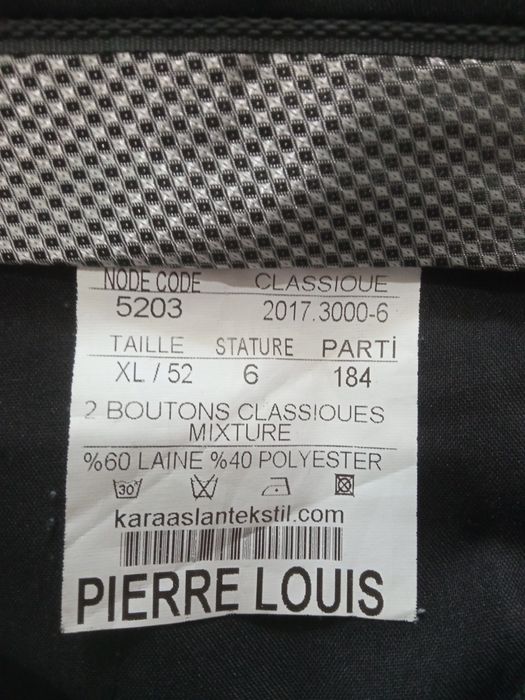 NODE CODE CLASSIQUE
5203 2017.3000-6
TAILLE STATURE PARTİ
XL / 52 6 184
2 BOUTONS CLASSIQUES
MIXTURE
%60 LAINE %40 POLYESTER
30
karaaslantekstil.com
PIERRE LOUIS